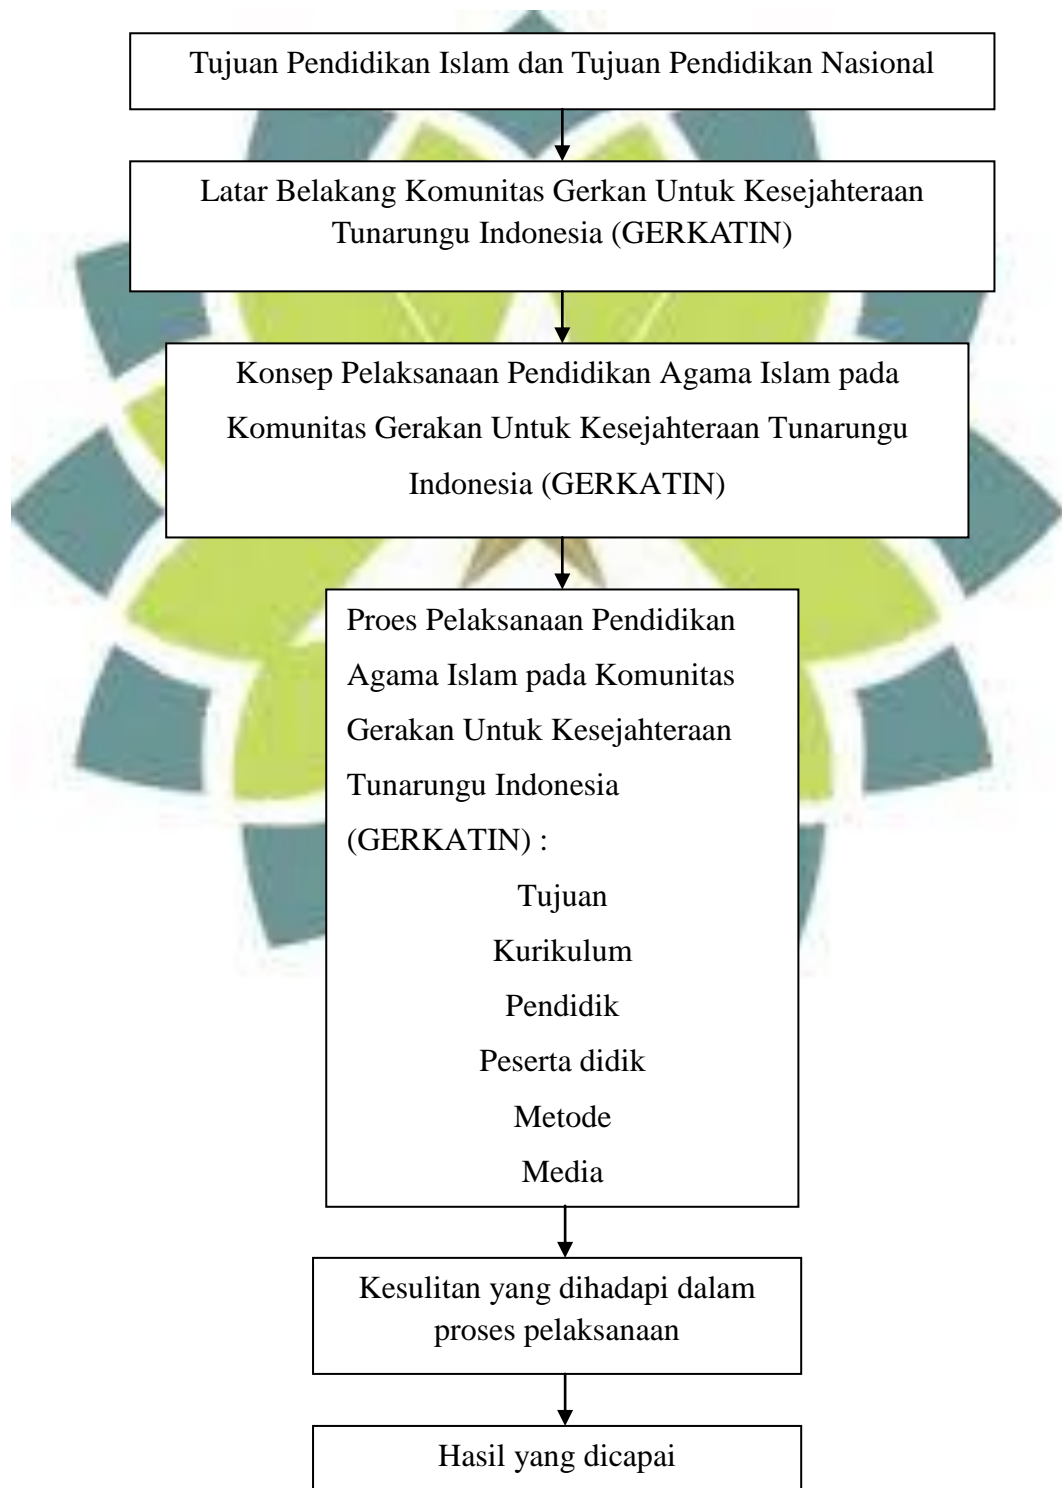 Tujuan Pendidikan Islam dan Tujuan Pendidikan Nasional
Latar Belakang Komunitas Gerkan Untuk Kesejahteraan
Tunarungu Indonesia (GERKATIN)
Konsep Pelaksanaan Pendidikan Agama Islam pada
Komunitas Gerakan Untuk Kesejahteraan Tunarungu
Indonesia (GERKATIN)
Proes Pelaksanaan Pendidikan
Agama Islam pada Komunitas
Gerakan Untuk Kesejahteraan
Tunarungu Indonesia
(GERKATIN) :
Tujuan
Kurikulum
Pendidik
Peserta didik
Metode
Media
Kesulitan yang dihadapi dalam
proses pelaksanaan
Hasil yang dicapai